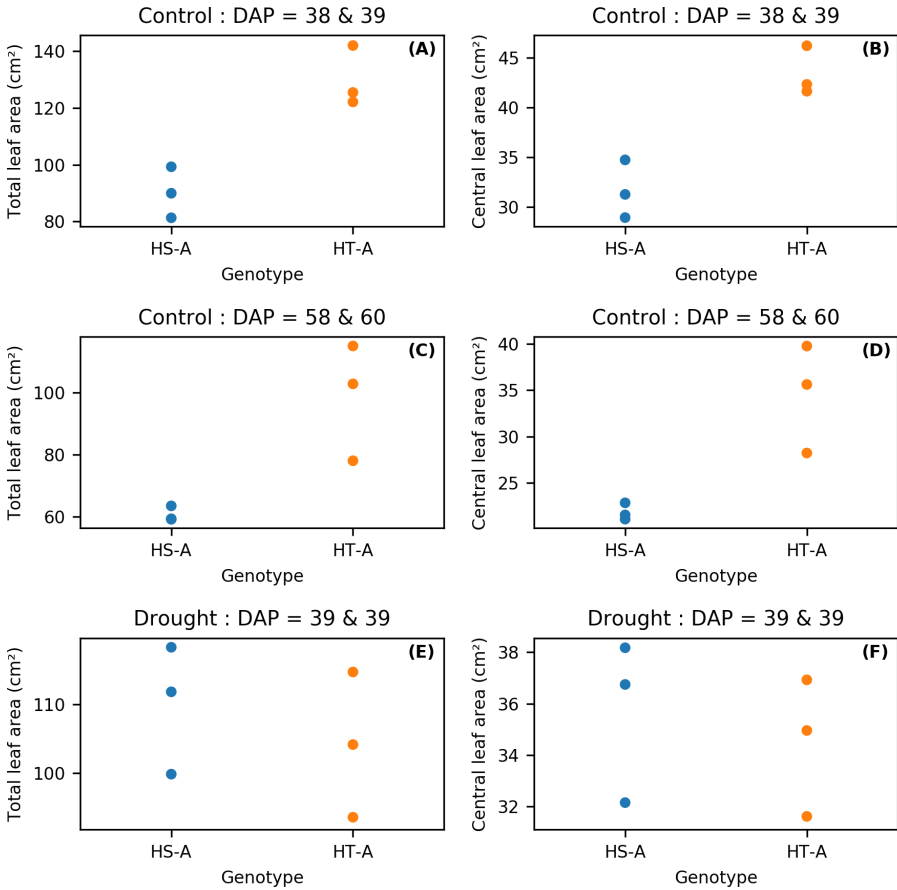 Control : DAP = 38 & 39
(A)
Total leaf area (cm²)
140
120
100
80
HS-A
HT-A
Genotype
Control : DAP = 38 & 39
(B)
Central leaf area (cm²)
45
40
35
30
HS-A
HT-A
Genotype
Control : DAP = 58 & 60
(C)
Total leaf area (cm²)
100
80
60
HS-A
HT-A
Genotype
Control : DAP = 58 & 60
(D)
Central leaf area (cm²)
40
35
30
25
HS-A
HT-A
Genotype
Drought : DAP = 39 & 39
(E)
Total leaf area (cm²)
110
100
HS-A
HT-A
Genotype
Drought : DAP = 39 & 39
(F)
Central leaf area (cm²)
38
36
34
32
HS-A
HT-A
Genotype